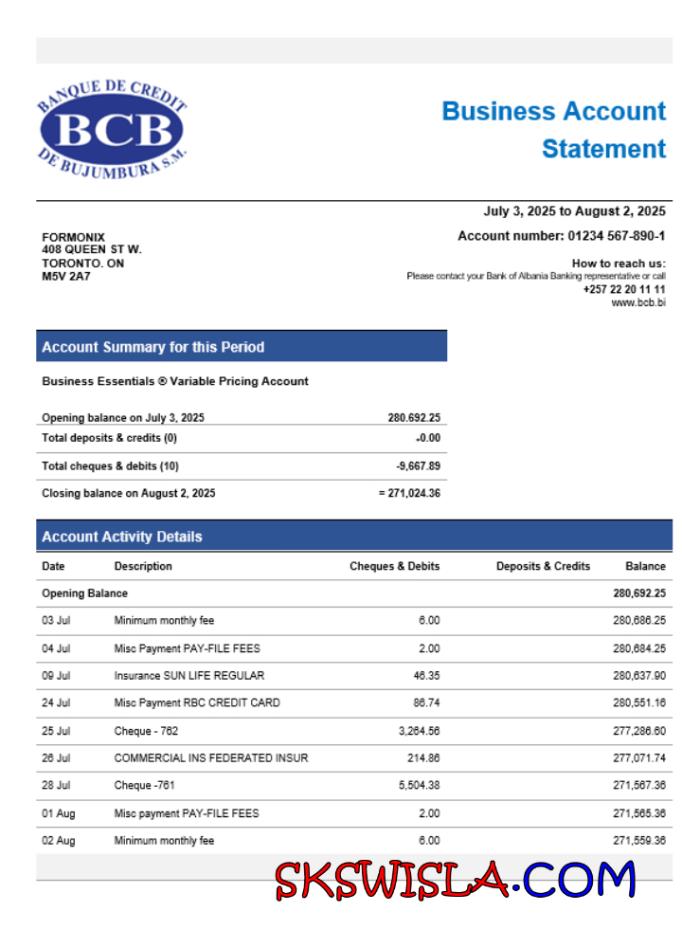 BANQUE DE CREDIT
BCB
DE BUJUMBURA S.M.
Business Account
Statement
July 3, 2025 to August 2, 2025
FORMONIX
408 QUEEN ST W.
TORONTO. ON
M5V 2A7
Account number: 01234 567-890-1
How to reach us:
Please contact your Bank of Albania Banking representive or call
+257 22 20 11 11
www.bcb.bi
Account Summary for this Period
Business Essentials ® Variable Pricing Account
Opening balance on July 3, 2025 280.692.25
Total deposits & credits (0) -0.00
Total cheques & debits (10) -9,667.89
Closing balance on August 2, 2025 = 271,024.36
Account Activity Details
Date Description Cheques & Debits Deposits & Credits Balance
Opening Balance 280,692.25
03 Jul Minimum monthly fee 6.00 280,686.25
04 Jul Misc Payment PAY-FILE FEES 2.00 280,684.25
09 Jul Insurance SUN LIFE REGULAR 46.35 280,637.90
24 Jul Misc Payment RBC CREDIT CARD 86.74 280,551.16
25 Jul Cheque - 762 3,264.56 277,286.60
26 Jul COMMERCIAL INS FEDERATED INSUR 214.86 277,071.74
28 Jul Cheque -761 5,504.38 271,567.36
01 Aug Misc payment PAY-FILE FEES 2.00 271,565.36
02 Aug Minimum monthly fee 6.00 271,559.36
SKSWISLA.COM